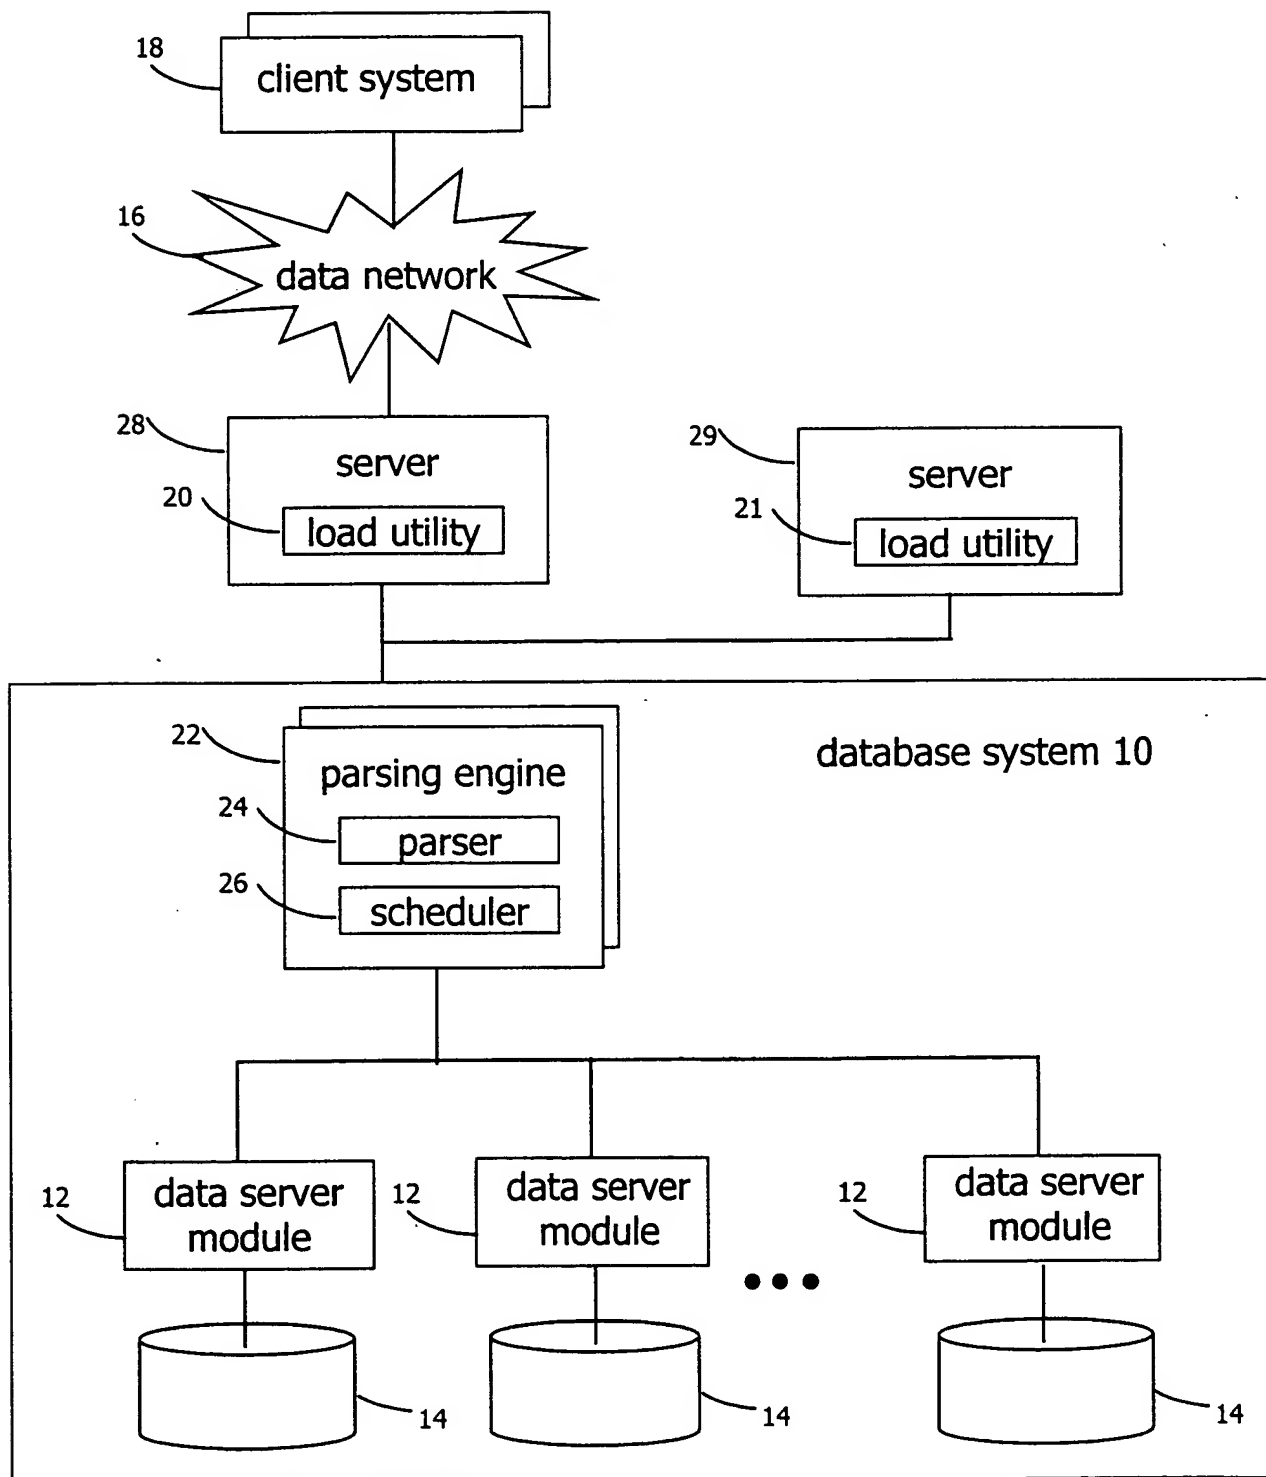 18
client system
16
data network
28
server
20
load utility
29
server
21
load utility
22
parsing engine
database system 10
24
parser
26
scheduler
12
data server
module
12
data server
module
12
data server
module
14
14
14